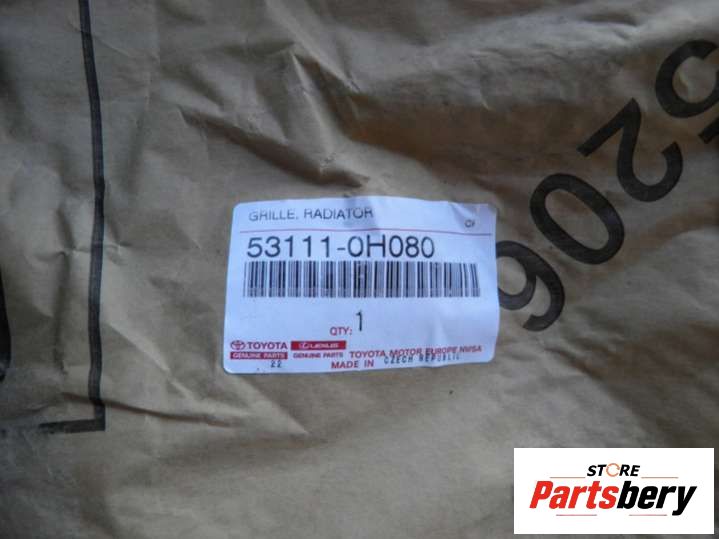 5206
GRILLE, RADIATOR
53111-0H080
QTY: 1
TOYOTA LEXUS
GENUINE PARTS GENUINE PARTS TOYOTA MOTOR EUROPE NV/SA
22 MADE IN CZECH REPUBLIC
STORE
Partsbery